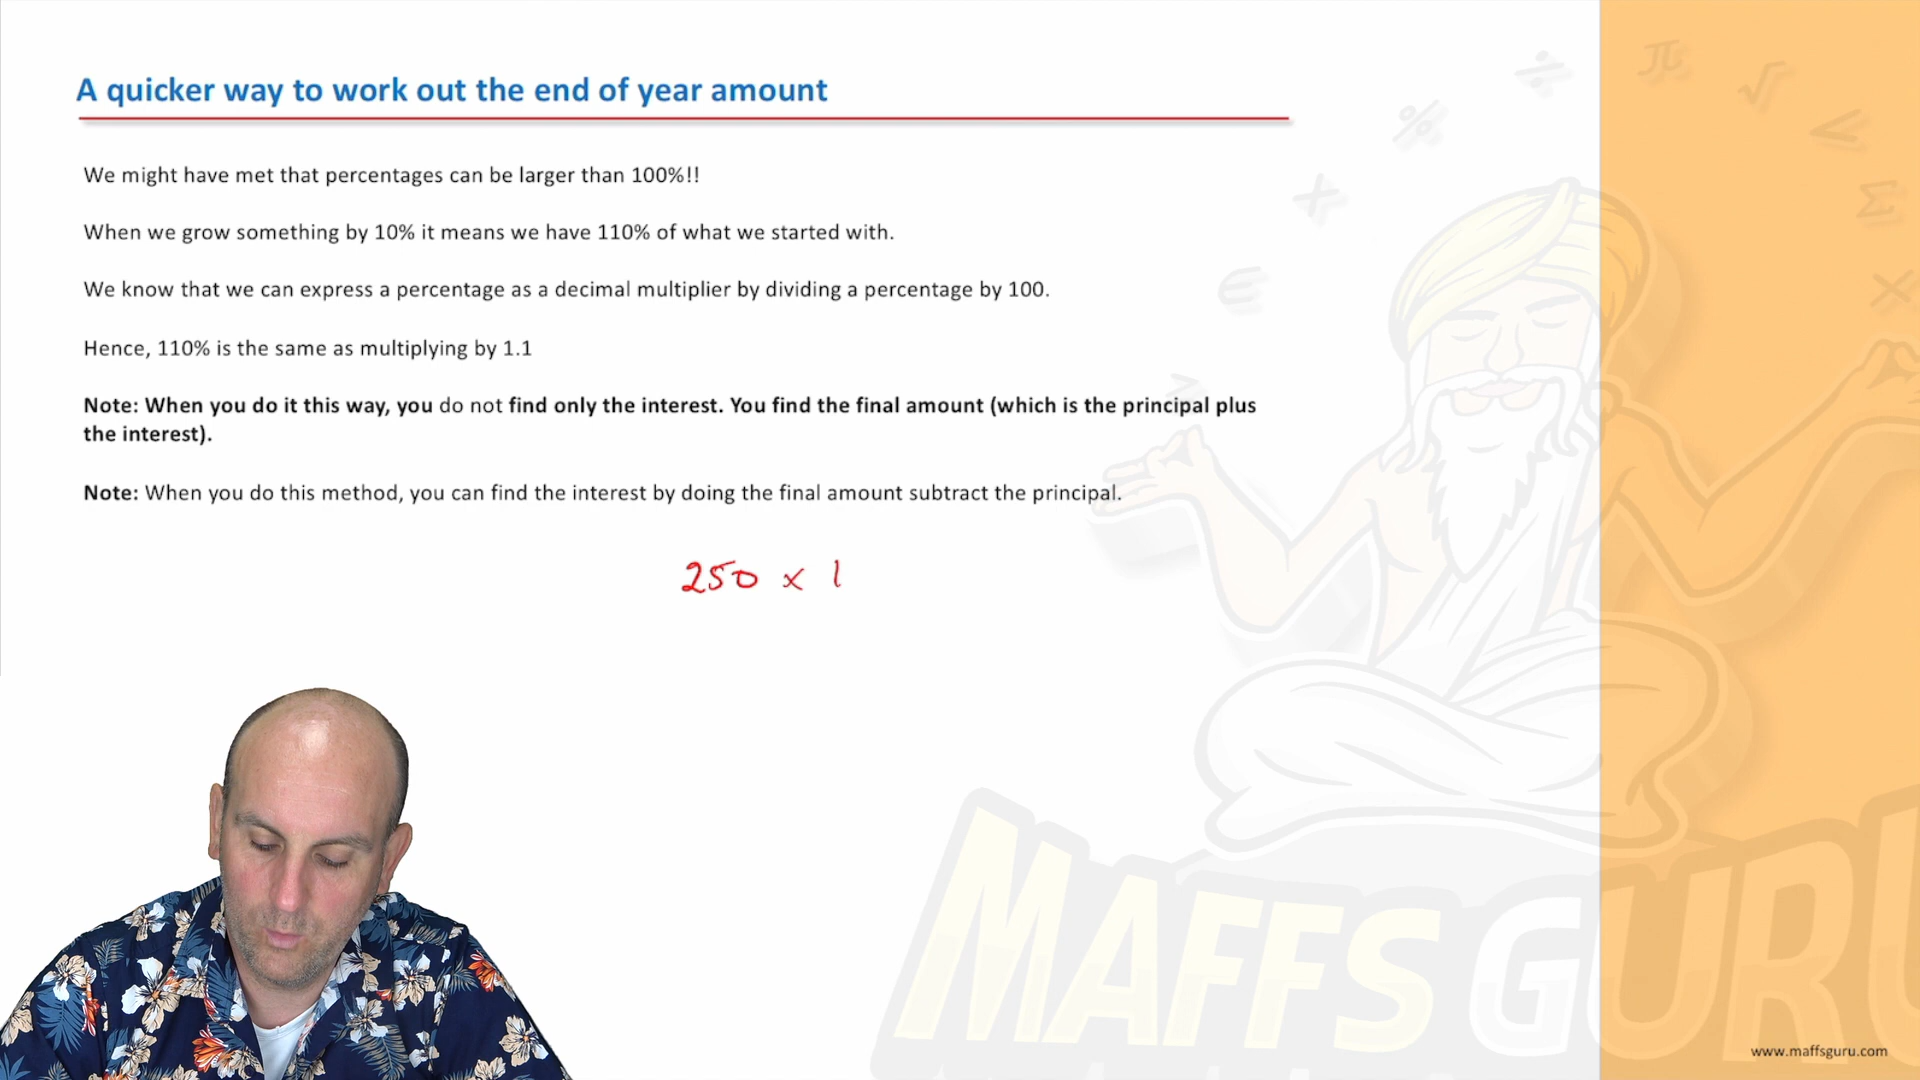 A quicker way to work out the end of year amount
We might have met that percentages can be larger than 100%!!
When we grow something by 10% it means we have 110% of what we started with.
We know that we can express a percentage as a decimal multiplier by dividing a percentage by 100.
Hence, 110% is the same as multiplying by 1.1
Note: When you do it this way, you do not find only the interest. You find the final amount (which is the principal plus
the interest).
Note: When you do this method, you can find the interest by doing the final amount subtract the principal.
250 × 1
MAFFS GURU
www.maffsguru.com